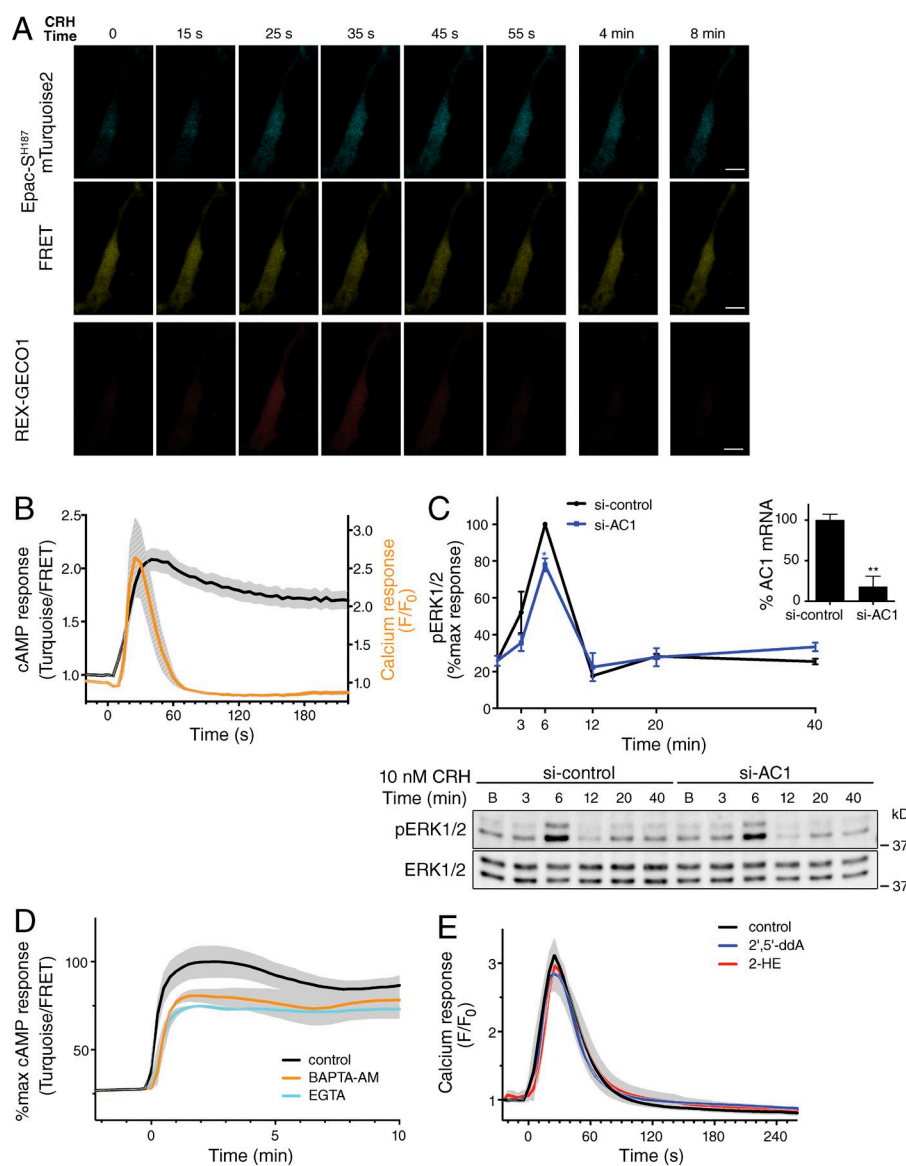 A
CRH
Time
0 15 s 25 s 35 s 45 s 55 s 4 min 8 min
Epac-S^H187
mTurquoise2
FRET
REX-GECO1
B
cAMP response
(Turquoise/FRET)
2.5
2.0
1.5
1.0
3.0
2.5
2.0
1.5
1.0
Calcium response
(F/F₀)
0 60 120 180
Time (s)
C
si-control
si-AC1
pERK1/2
(%max response)
100
80
60
40
20
0
*
3 6 12 20 40
Time (min)
% AC1 mRNA
100
50
0
**
si-control si-AC1
10 nM CRH si-control si-AC1
Time (min) B 3 6 12 20 40 B 3 6 12 20 40 kD
pERK1/2 – 37
ERK1/2 – 37
D
%max cAMP response
(Turquoise/FRET)
100
50
control
BAPTA-AM
EGTA
0 5 10
Time (min)
E
control
2',5'-ddA
2-HE
Calcium response
(F/F₀)
3
2
1
0 60 120 180 240
Time (s)